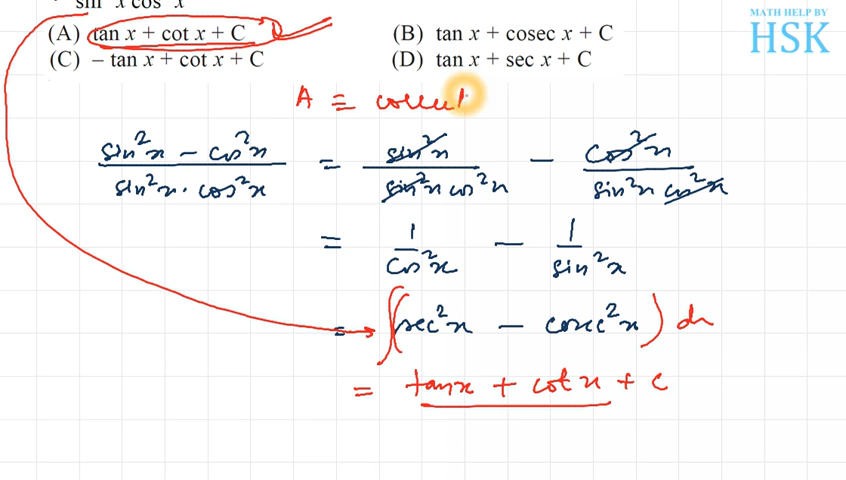 sin² x cos² x
MATH HELP BY
HSK
(A) tan x + cot x + C
(B) tan x + cosec x + C
(C) – tan x + cot x + C
(D) tan x + sec x + C
A ≡ correct
sin²x – cos²x / sin²x · cos²x = sin²x / sin²x cos²x – cos²x / sin²x cos²x
= 1 / cos²x – 1 / sin²x
= ∫(sec²x – cosec²x) dx
= tanx + cot x + C